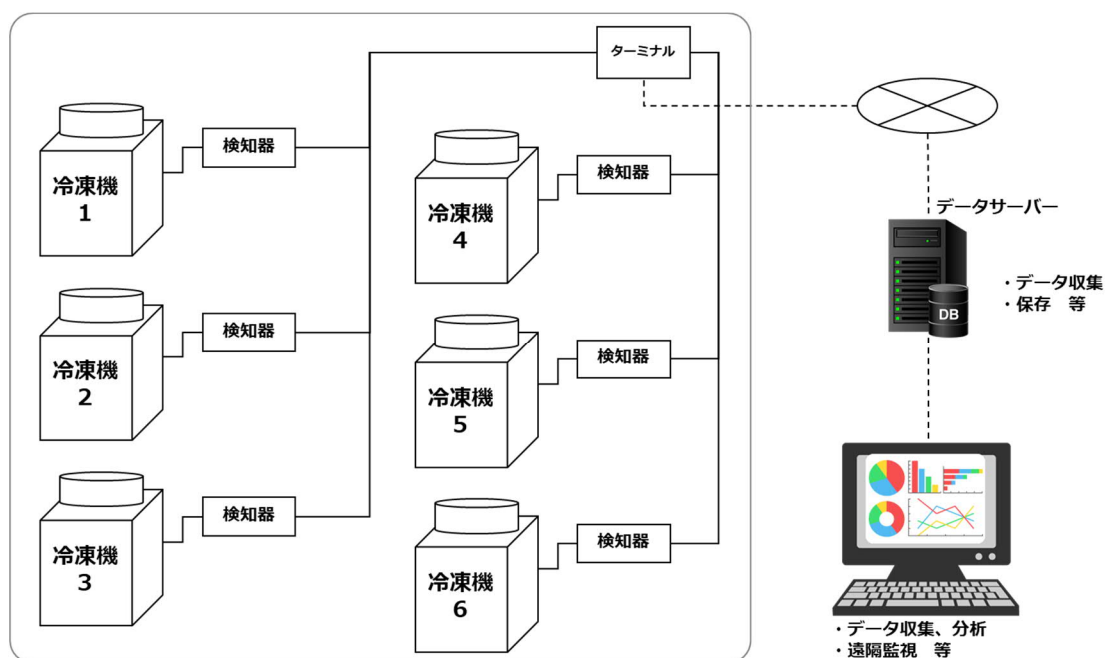 ターミナル
検知器
冷凍機
1
検知器
冷凍機
4
データサーバー
DB
・データ収集
・保存　等
検知器
冷凍機
2
検知器
冷凍機
5
検知器
冷凍機
3
検知器
冷凍機
6
・データ収集、分析
・遠隔監視　等